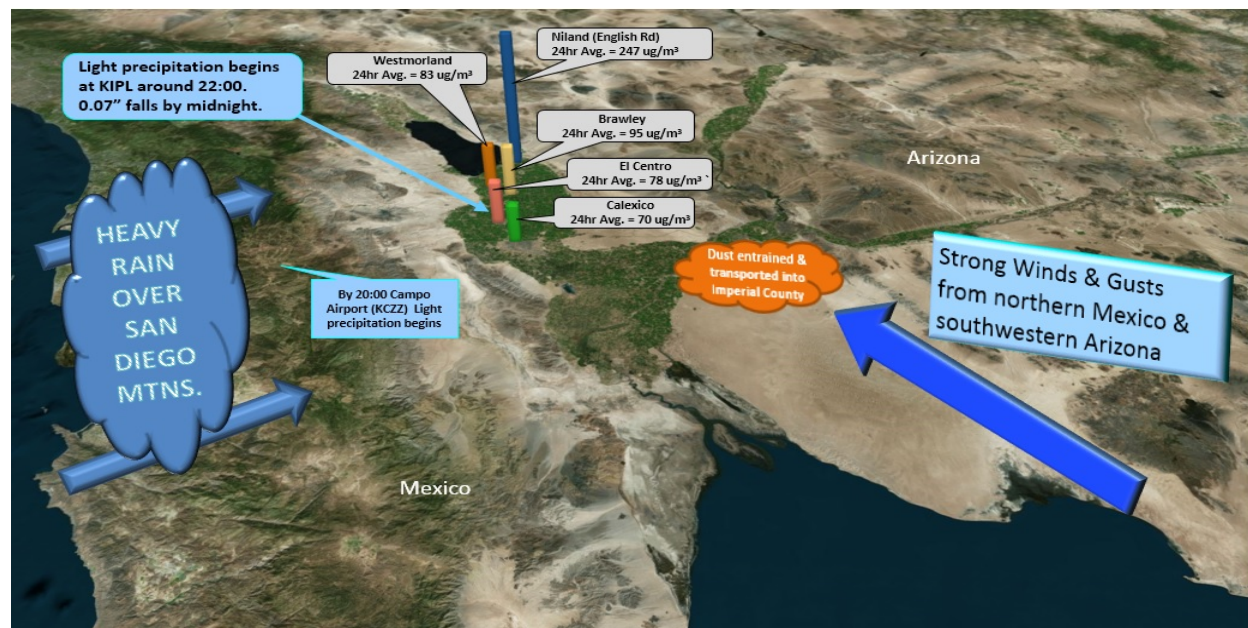 Niland (English Rd)
24hr Avg. = 247 ug/m³
Westmorland
24hr Avg. = 83 ug/m³
Light precipitation begins
at KIPL around 22:00.
0.07” falls by midnight.
Brawley
24hr Avg. = 95 ug/m³
El Centro
24hr Avg. = 78 ug/m³ `
Calexico
24hr Avg. = 70 ug/m³
Arizona
HEAVY
RAIN
OVER
SAN
DIEGO
MTNS.
Dust entrained &
transported into
Imperial County
Strong Winds & Gusts
from northern Mexico &
southwestern Arizona
By 20:00 Campo
Airport (KCZZ) Light
precipitation begins
Mexico